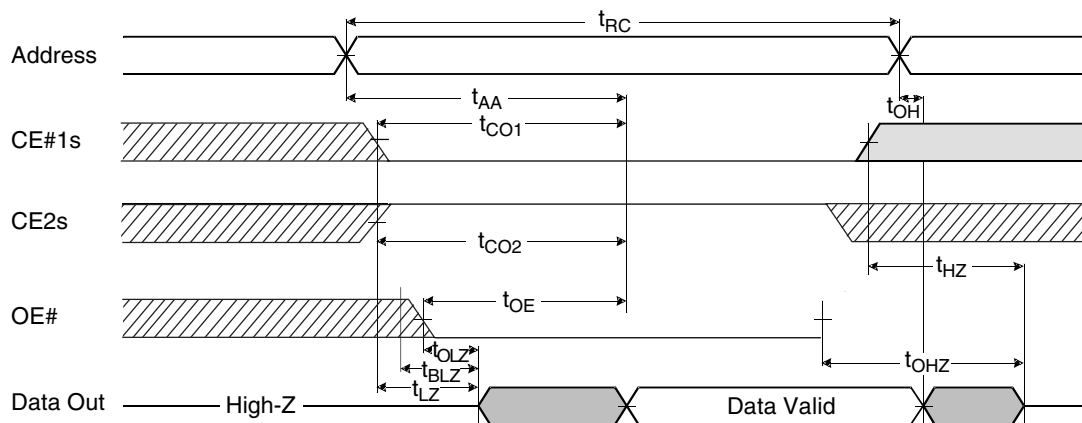 tRC
Address
tAA
tOH
tCO1
CE#1s
CE2s
tCO2
tHZ
tOE
OE#
tOLZ
tOHZ
tBLZ
tLZ
Data Out High-Z Data Valid